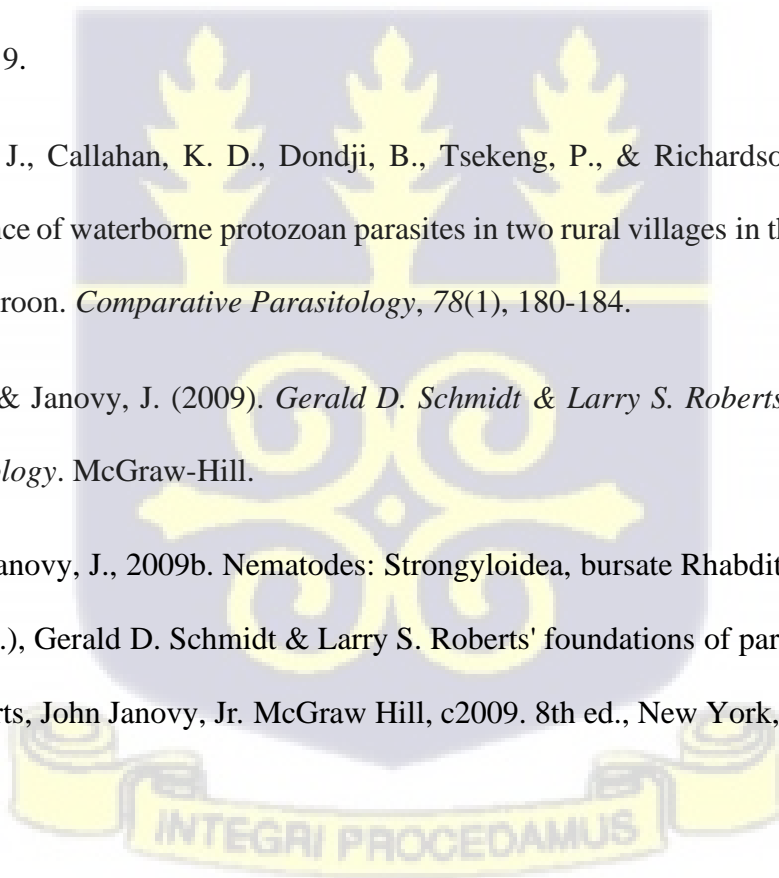 9.
J., Callahan, K. D., Dondji, B., Tsekeng, P., & Richardso
ce of waterborne protozoan parasites in two rural villages in th
roon. Comparative Parasitology, 78(1), 180-184.
& Janovy, J. (2009). Gerald D. Schmidt & Larry S. Roberts
ology. McGraw-Hill.
anovy, J., 2009b. Nematodes: Strongyloidea, bursate Rhabdit
.), Gerald D. Schmidt & Larry S. Roberts' foundations of par
rts, John Janovy, Jr. McGraw Hill, c2009. 8th ed., New York,
INTEGRI PROCEDAMUS